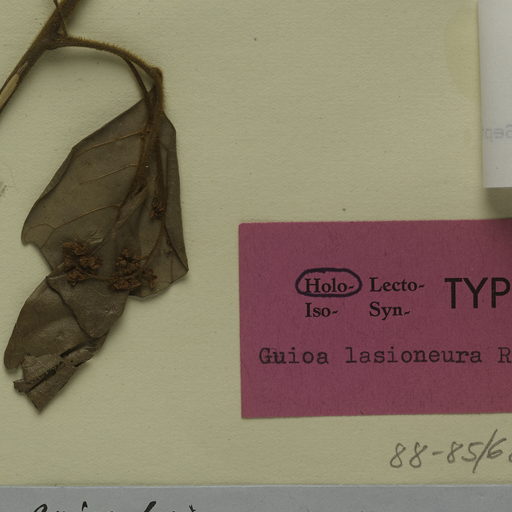 Holo- Lecto- TYP
Iso- Syn-
Guioa lasioneura R
88-85/6